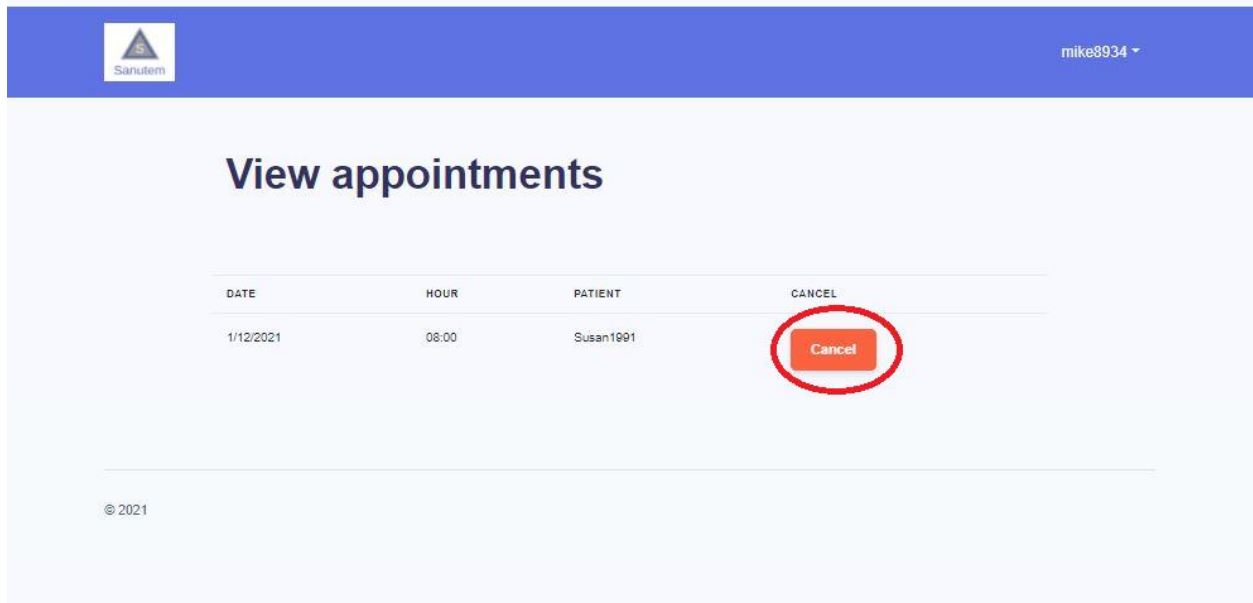 S
Sanutem
mike8934
View appointments
DATE HOUR PATIENT CANCEL
1/12/2021 08:00 Susan1991 Cancel
© 2021